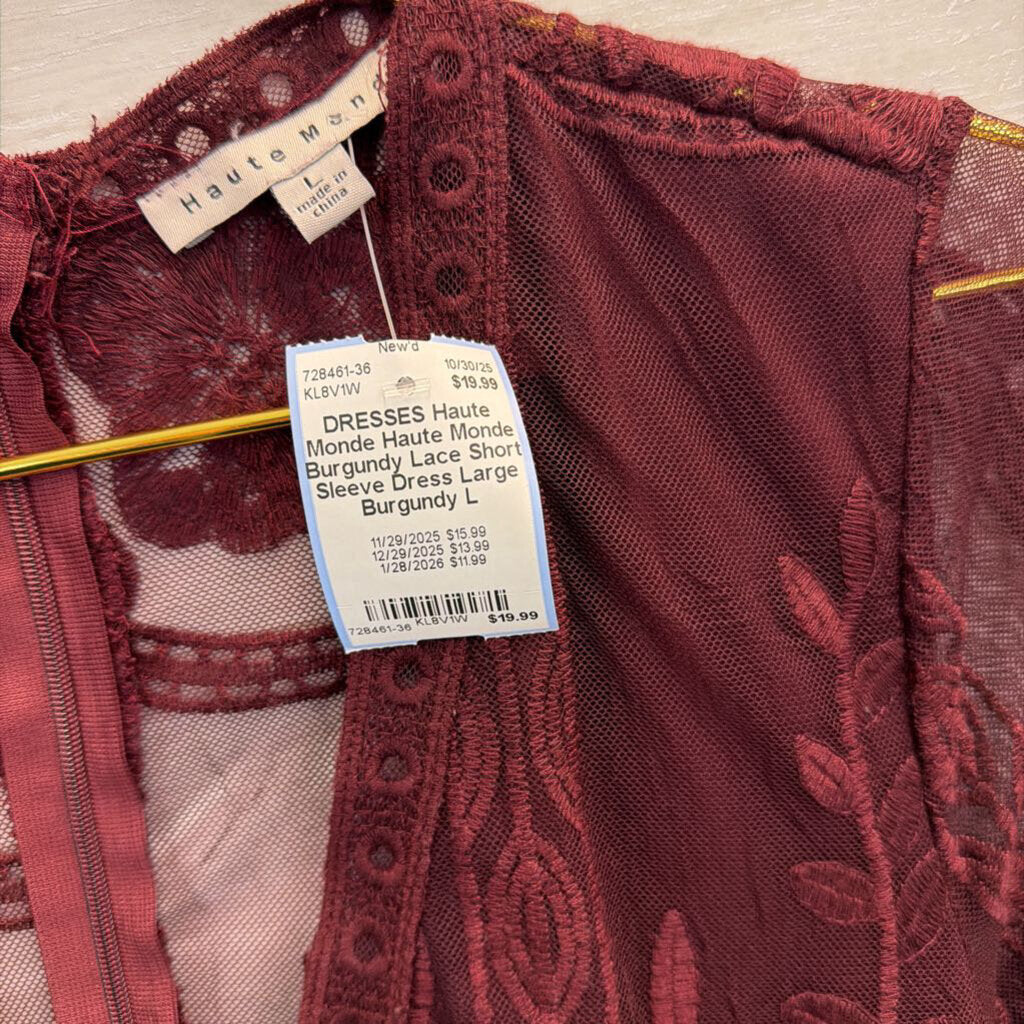 Haute Monde
L
made in
china
New'd
728461-36 10/30/25
KL8V1W $19.99
DRESSES Haute
Monde Haute Monde
Burgundy Lace Short
Sleeve Dress Large
Burgundy L
11/29/2025 $15.99
12/29/2025 $13.99
1/28/2026 $11.99
728461-36 KL8V1W $19.99